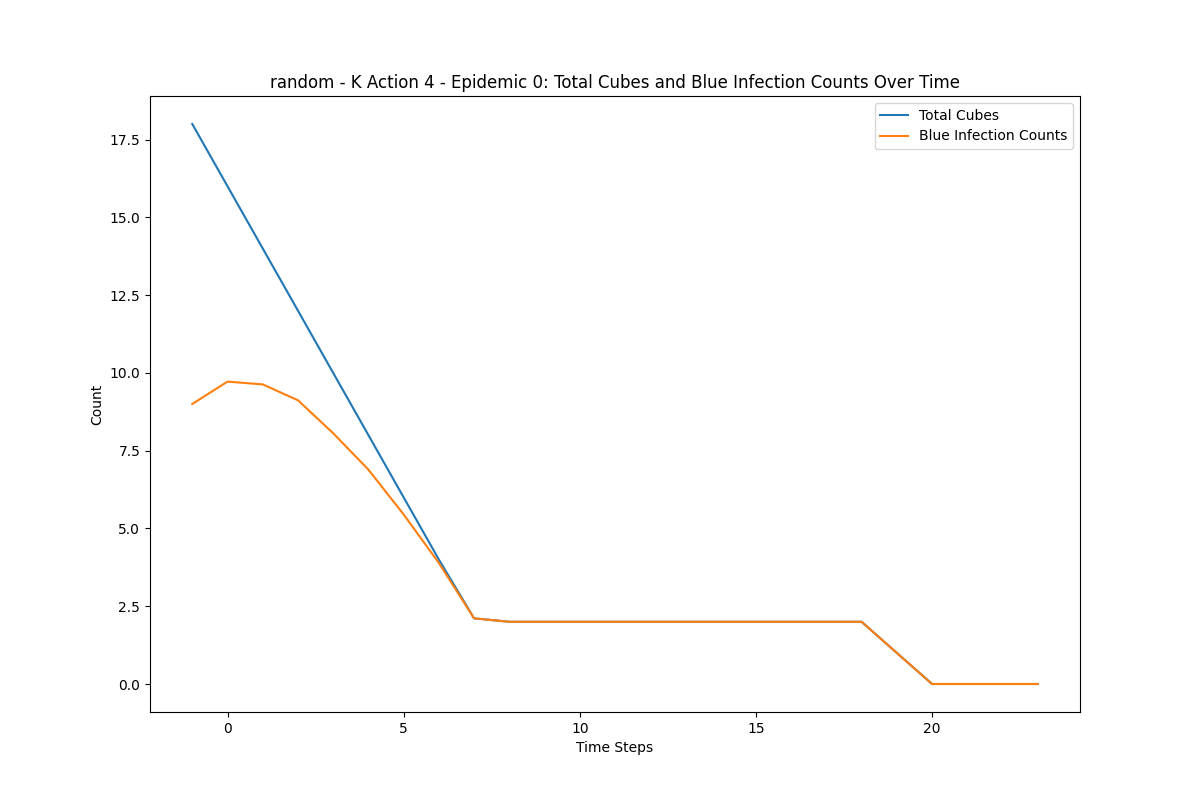 random - K Action 4 - Epidemic 0: Total Cubes and Blue Infection Counts Over Time
Total Cubes
Blue Infection Counts
17.5
15.0
12.5
10.0
7.5
5.0
2.5
0.0
Count
0 5 10 15 20
Time Steps